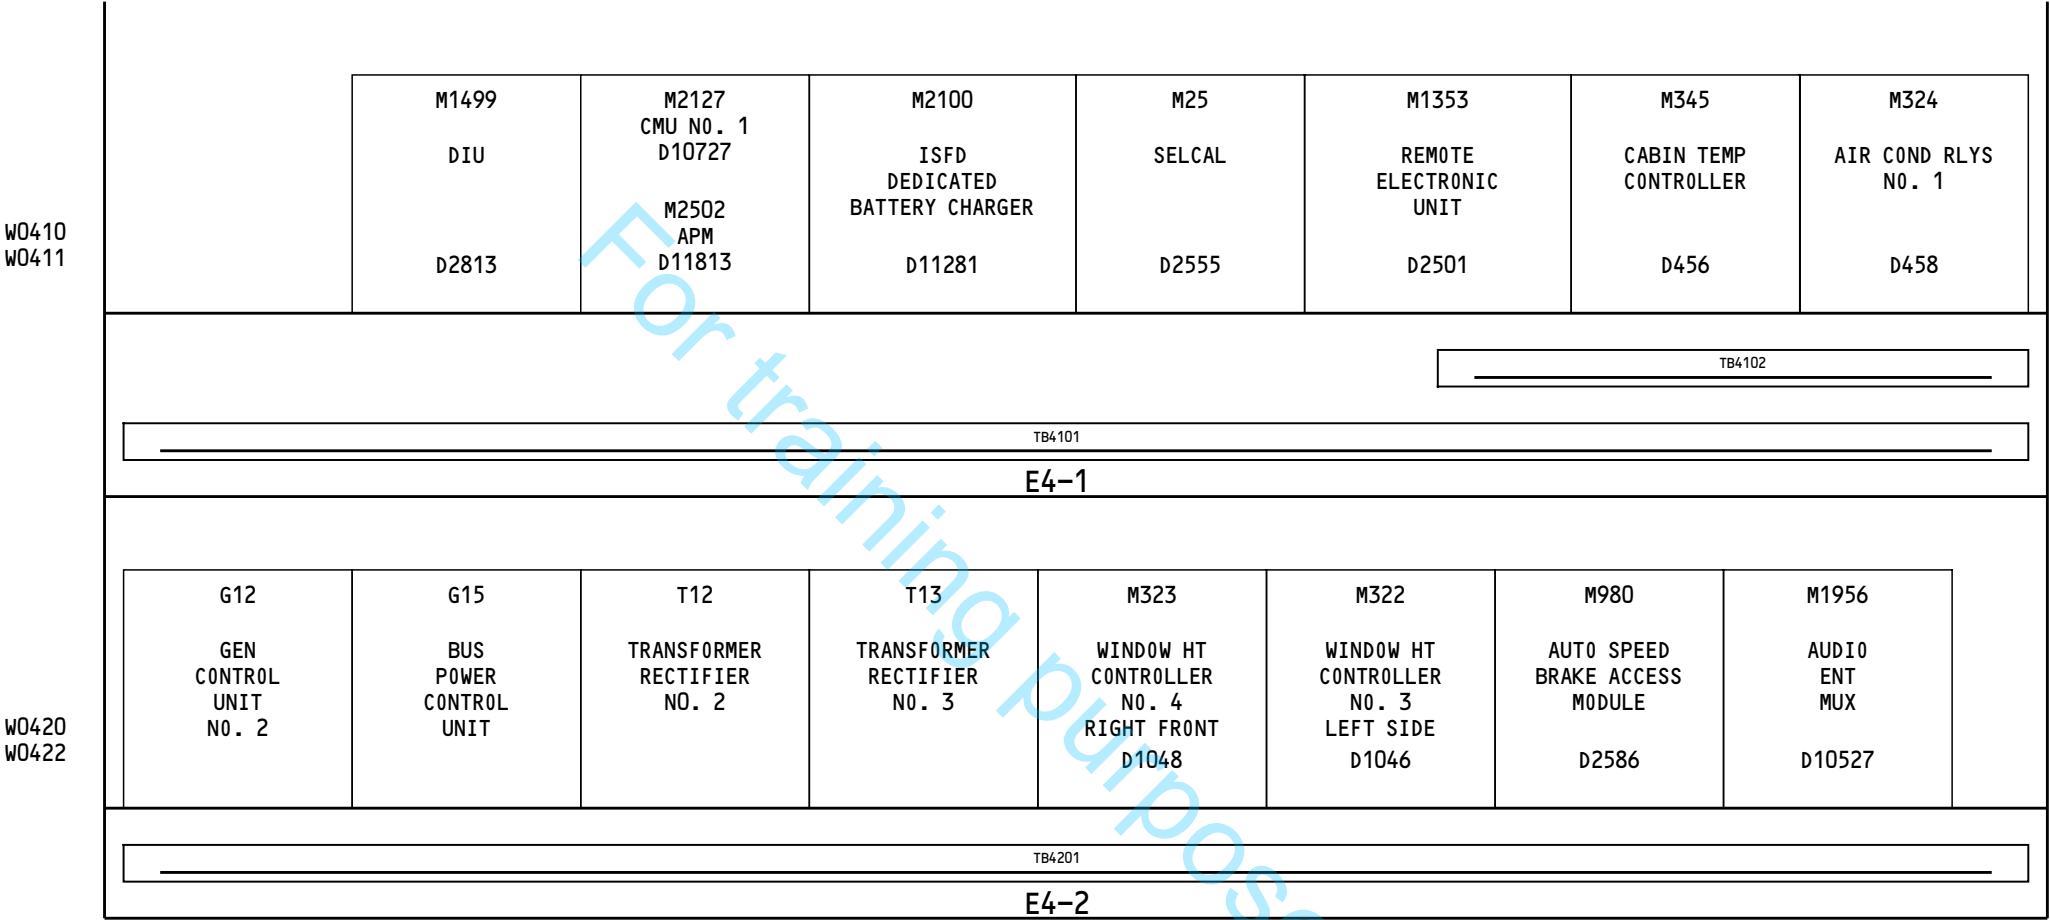 M1499
DIU
D2813
M2127
CMU NO. 1
D10727
M2502
APM
D11813
M2100
ISFD
DEDICATED
BATTERY CHARGER
D11281
M25
SELCAL
D2555
M1353
REMOTE
ELECTRONIC
UNIT
D2501
M345
CABIN TEMP
CONTROLLER
D456
M324
AIR COND RLYS
NO. 1
D458
W0410
W0411
TB4102
TB4101
E4-1
G12
GEN
CONTROL
UNIT
NO. 2
G15
BUS
POWER
CONTROL
UNIT
T12
TRANSFORMER
RECTIFIER
NO. 2
T13
TRANSFORMER
RECTIFIER
NO. 3
M323
WINDOW HT
CONTROLLER
NO. 4
RIGHT FRONT
D1048
M322
WINDOW HT
CONTROLLER
NO. 3
LEFT SIDE
D1046
M980
AUTO SPEED
BRAKE ACCESS
MODULE
D2586
M1956
AUDIO
ENT
MUX
D10527
W0420
W0422
TB4201
E4-2
For training purpos